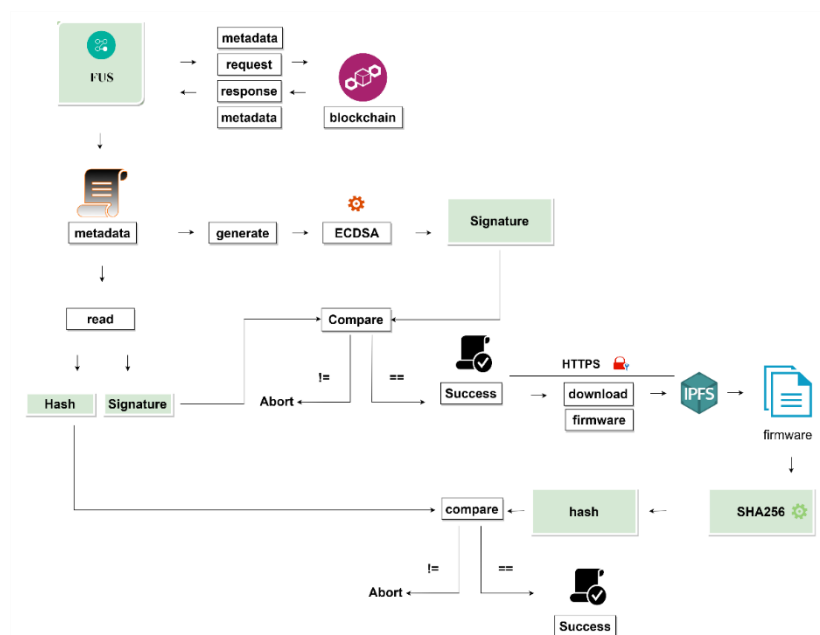 metadata
FUS
request
response
metadata
blockchain
metadata
generate
ECDSA
Signature
read
Compare
!=
==
Abort
Hash
Signature
Success
HTTPS
download
firmware
IPFS
firmware
compare
hash
SHA256
!=
==
Abort
Success